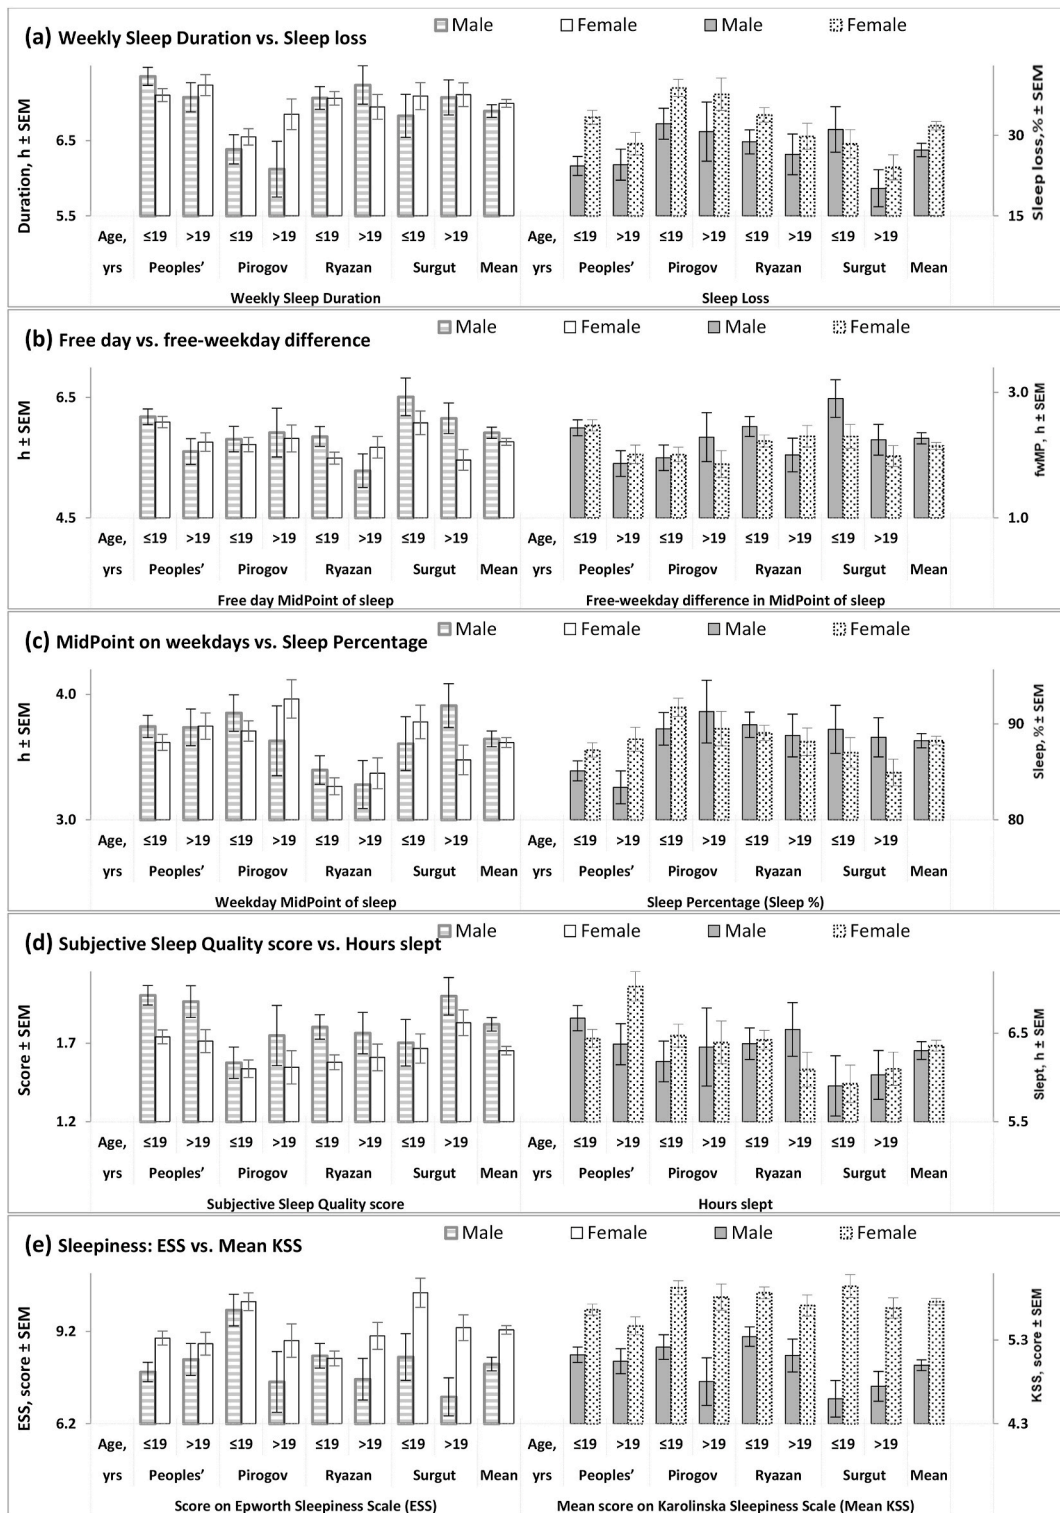 (a) Weekly Sleep Duration vs. Sleep loss
Male Female Male Female
Duration, h ± SEM
6.5
5.5
30
15
Sleep loss,% ± SEM
Age, ≤19 >19 ≤19 >19 ≤19 >19 ≤19 >19 Age, ≤19 >19 ≤19 >19 ≤19 >19 ≤19 >19
yrs Peoples’ Pirogov Ryazan Surgut Mean yrs Peoples’ Pirogov Ryazan Surgut Mean
Weekly Sleep Duration Sleep Loss
(b) Free day vs. free-weekday difference
Male Female Male Female
h ± SEM
6.5
4.5
3.0
1.0
fwMP, h ± SEM
Age, ≤19 >19 ≤19 >19 ≤19 >19 ≤19 >19 Age, ≤19 >19 ≤19 >19 ≤19 >19 ≤19 >19
yrs Peoples’ Pirogov Ryazan Surgut Mean yrs Peoples’ Pirogov Ryazan Surgut Mean
Free day MidPoint of sleep Free-weekday difference in MidPoint of sleep
(c) MidPoint on weekdays vs. Sleep Percentage
Male Female Male Female
h ± SEM
4.0
3.0
90
80
Sleep, % ± SEM
Age, ≤19 >19 ≤19 >19 ≤19 >19 ≤19 >19 Age, ≤19 >19 ≤19 >19 ≤19 >19 ≤19 >19
yrs Peoples’ Pirogov Ryazan Surgut Mean yrs Peoples’ Pirogov Ryazan Surgut Mean
Weekday MidPoint of sleep Sleep Percentage (Sleep %)
(d) Subjective Sleep Quality score vs. Hours slept
Male Female Male Female
Score ± SEM
1.7
1.2
6.5
5.5
Slept, h ± SEM
Age, ≤19 >19 ≤19 >19 ≤19 >19 ≤19 >19 Age, ≤19 >19 ≤19 >19 ≤19 >19 ≤19 >19
yrs Peoples’ Pirogov Ryazan Surgut Mean yrs Peoples’ Pirogov Ryazan Surgut Mean
Subjective Sleep Quality score Hours slept
(e) Sleepiness: ESS vs. Mean KSS
Male Female Male Female
ESS, score ± SEM
9.2
6.2
5.3
4.3
KSS, score ± SEM
Age, ≤19 >19 ≤19 >19 ≤19 >19 ≤19 >19 Age, ≤19 >19 ≤19 >19 ≤19 >19 ≤19 >19
yrs Peoples’ Pirogov Ryazan Surgut Mean yrs Peoples’ Pirogov Ryazan Surgut Mean
Score on Epworth Sleepiness Scale (ESS) Mean score on Karolinska Sleepiness Scale (Mean KSS)